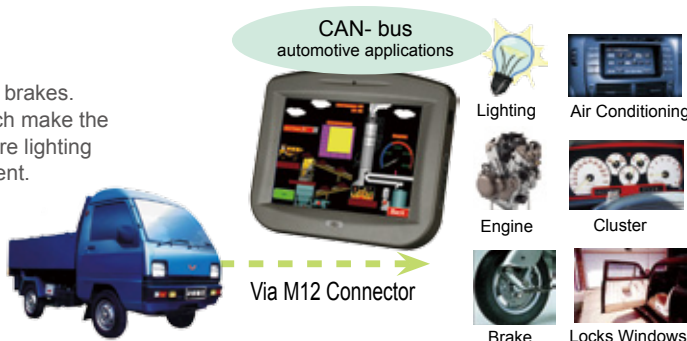 CAN- bus
automotive applications
brakes.
ch make the
re lighting
ent.
Lighting
Air Conditioning
Engine
Cluster
Via M12 Connector
Brake
Locks Windows